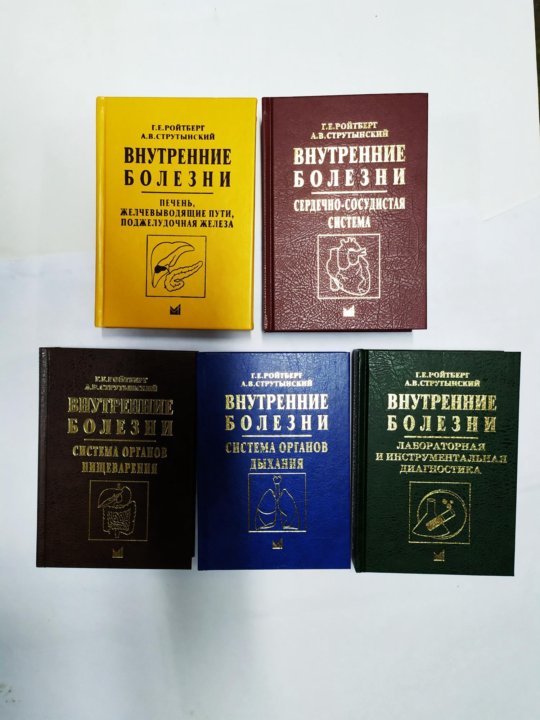 Г.Е.РОЙТБЕРГ
А.В.СТРУТЫНСКИЙ
ВНУТРЕННИЕ
БОЛЕЗНИ
ПЕЧЕНЬ,
ЖЕЛЧЕВЫВОДЯЩИЕ ПУТИ,
ПОДЖЕЛУДОЧНАЯ ЖЕЛЕЗА
Г.Е.РОЙТБЕРГ
А.В.СТРУТЫНСКИЙ
ВНУТРЕННИЕ
БОЛЕЗНИ
СЕРДЕЧНО-СОСУДИСТАЯ
СИСТЕМА
Г.Е.РОЙТБЕРГ
А.В.СТРУТЫНСКИЙ
ВНУТРЕННИЕ
БОЛЕЗНИ
СИСТЕМА ОРГАНОВ
ПИЩЕВАРЕНИЯ
Г.Е.РОЙТБЕРГ
А.В.СТРУТЫНСКИЙ
ВНУТРЕННИЕ
БОЛЕЗНИ
СИСТЕМА ОРГАНОВ
ДЫХАНИЯ
Г.Е.РОЙТБЕРГ
А.В.СТРУТЫНСКИЙ
ВНУТРЕННИЕ
БОЛЕЗНИ
ЛАБОРАТОРНАЯ
И ИНСТРУМЕНТАЛЬНАЯ
ДИАГНОСТИКА